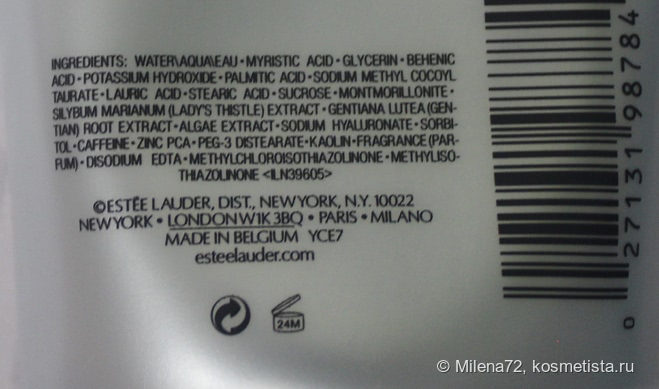 INGREDIENTS: WATER\AQUA\EAU • MYRISTIC ACID • GLYCERIN • BEHENIC
ACID • POTASSIUM HYDROXIDE • PALMITIC ACID • SODIUM METHYL COCOYL
TAURATE • LAURIC ACID • STEARIC ACID • SUCROSE • MONTMORILLONITE •
SILYBUM MARIANUM (LADY'S THISTLE) EXTRACT • GENTIANA LUTEA (GEN-
TIAN) ROOT EXTRACT • ALGAE EXTRACT • SODIUM HYALURONATE • SORBI-
TOL • CAFFEINE • ZINC PCA • PEG-3 DISTEARATE • KAOLIN • FRAGRANCE (PAR-
FUM) • DISODIUM EDTA • METHYLCHLOROISOTHIAZOLINONE • METHYLISO-
THIAZOLINONE <ILN39605>
©ESTÉE LAUDER, DIST., NEW YORK, N.Y. 10022
NEW YORK • LONDON W1K 3BQ • PARIS • MILANO
MADE IN BELGIUM YCE7
esteelauder.com
24M
0 27131 98784
© Milena72, kosmetista.ru